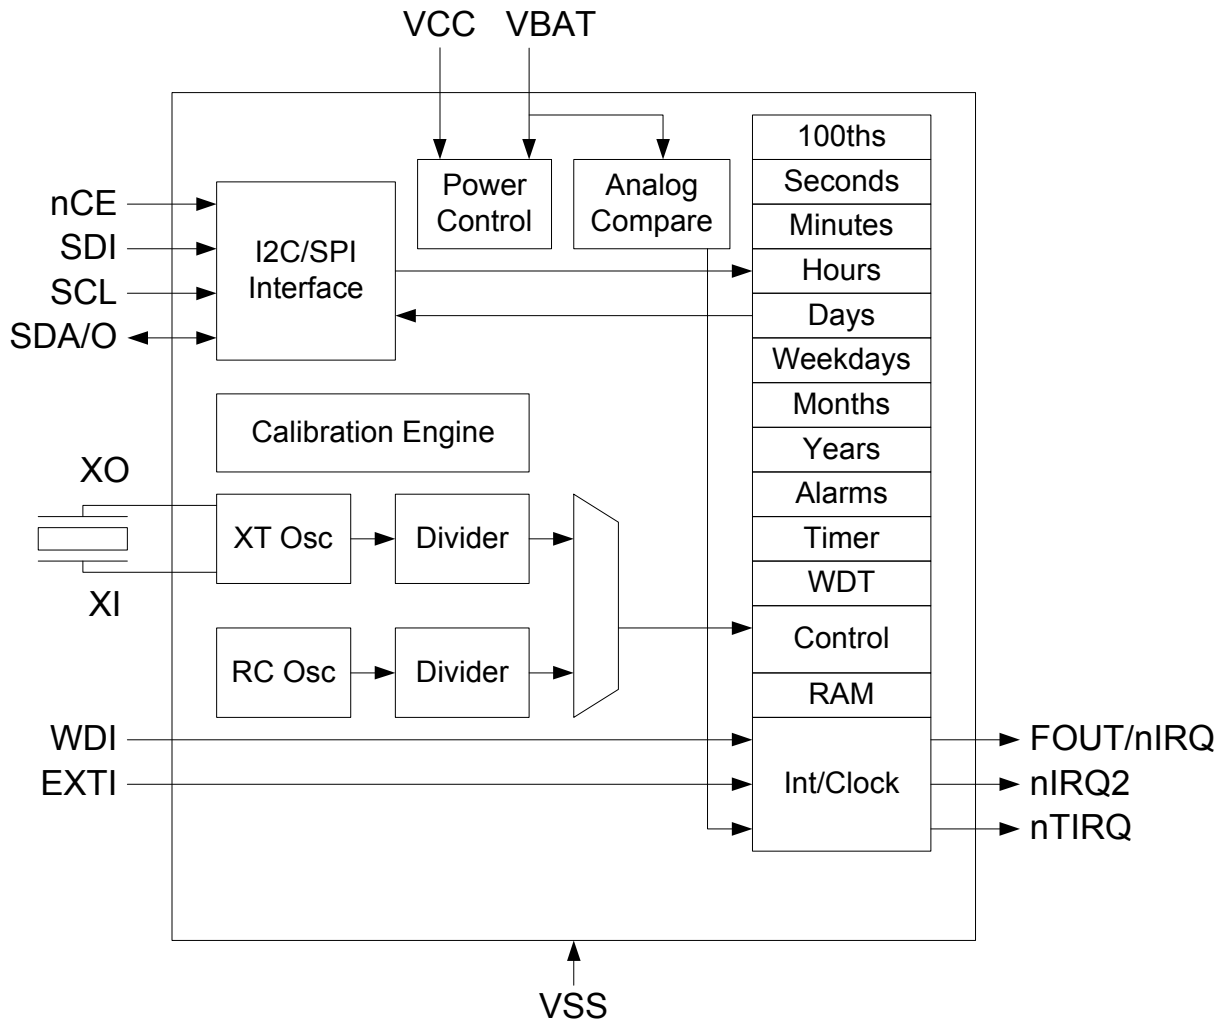 VCC
VBAT
Power
Control
Analog
Compare
nCE
SDI
SCL
SDA/O
I2C/SPI
Interface
Calibration Engine
XO
XI
XT Osc
Divider
RC Osc
Divider
WDI
EXTI
100ths
Seconds
Minutes
Hours
Days
Weekdays
Months
Years
Alarms
Timer
WDT
Control
RAM
Int/Clock
FOUT/nIRQ
nIRQ2
nTIRQ
VSS